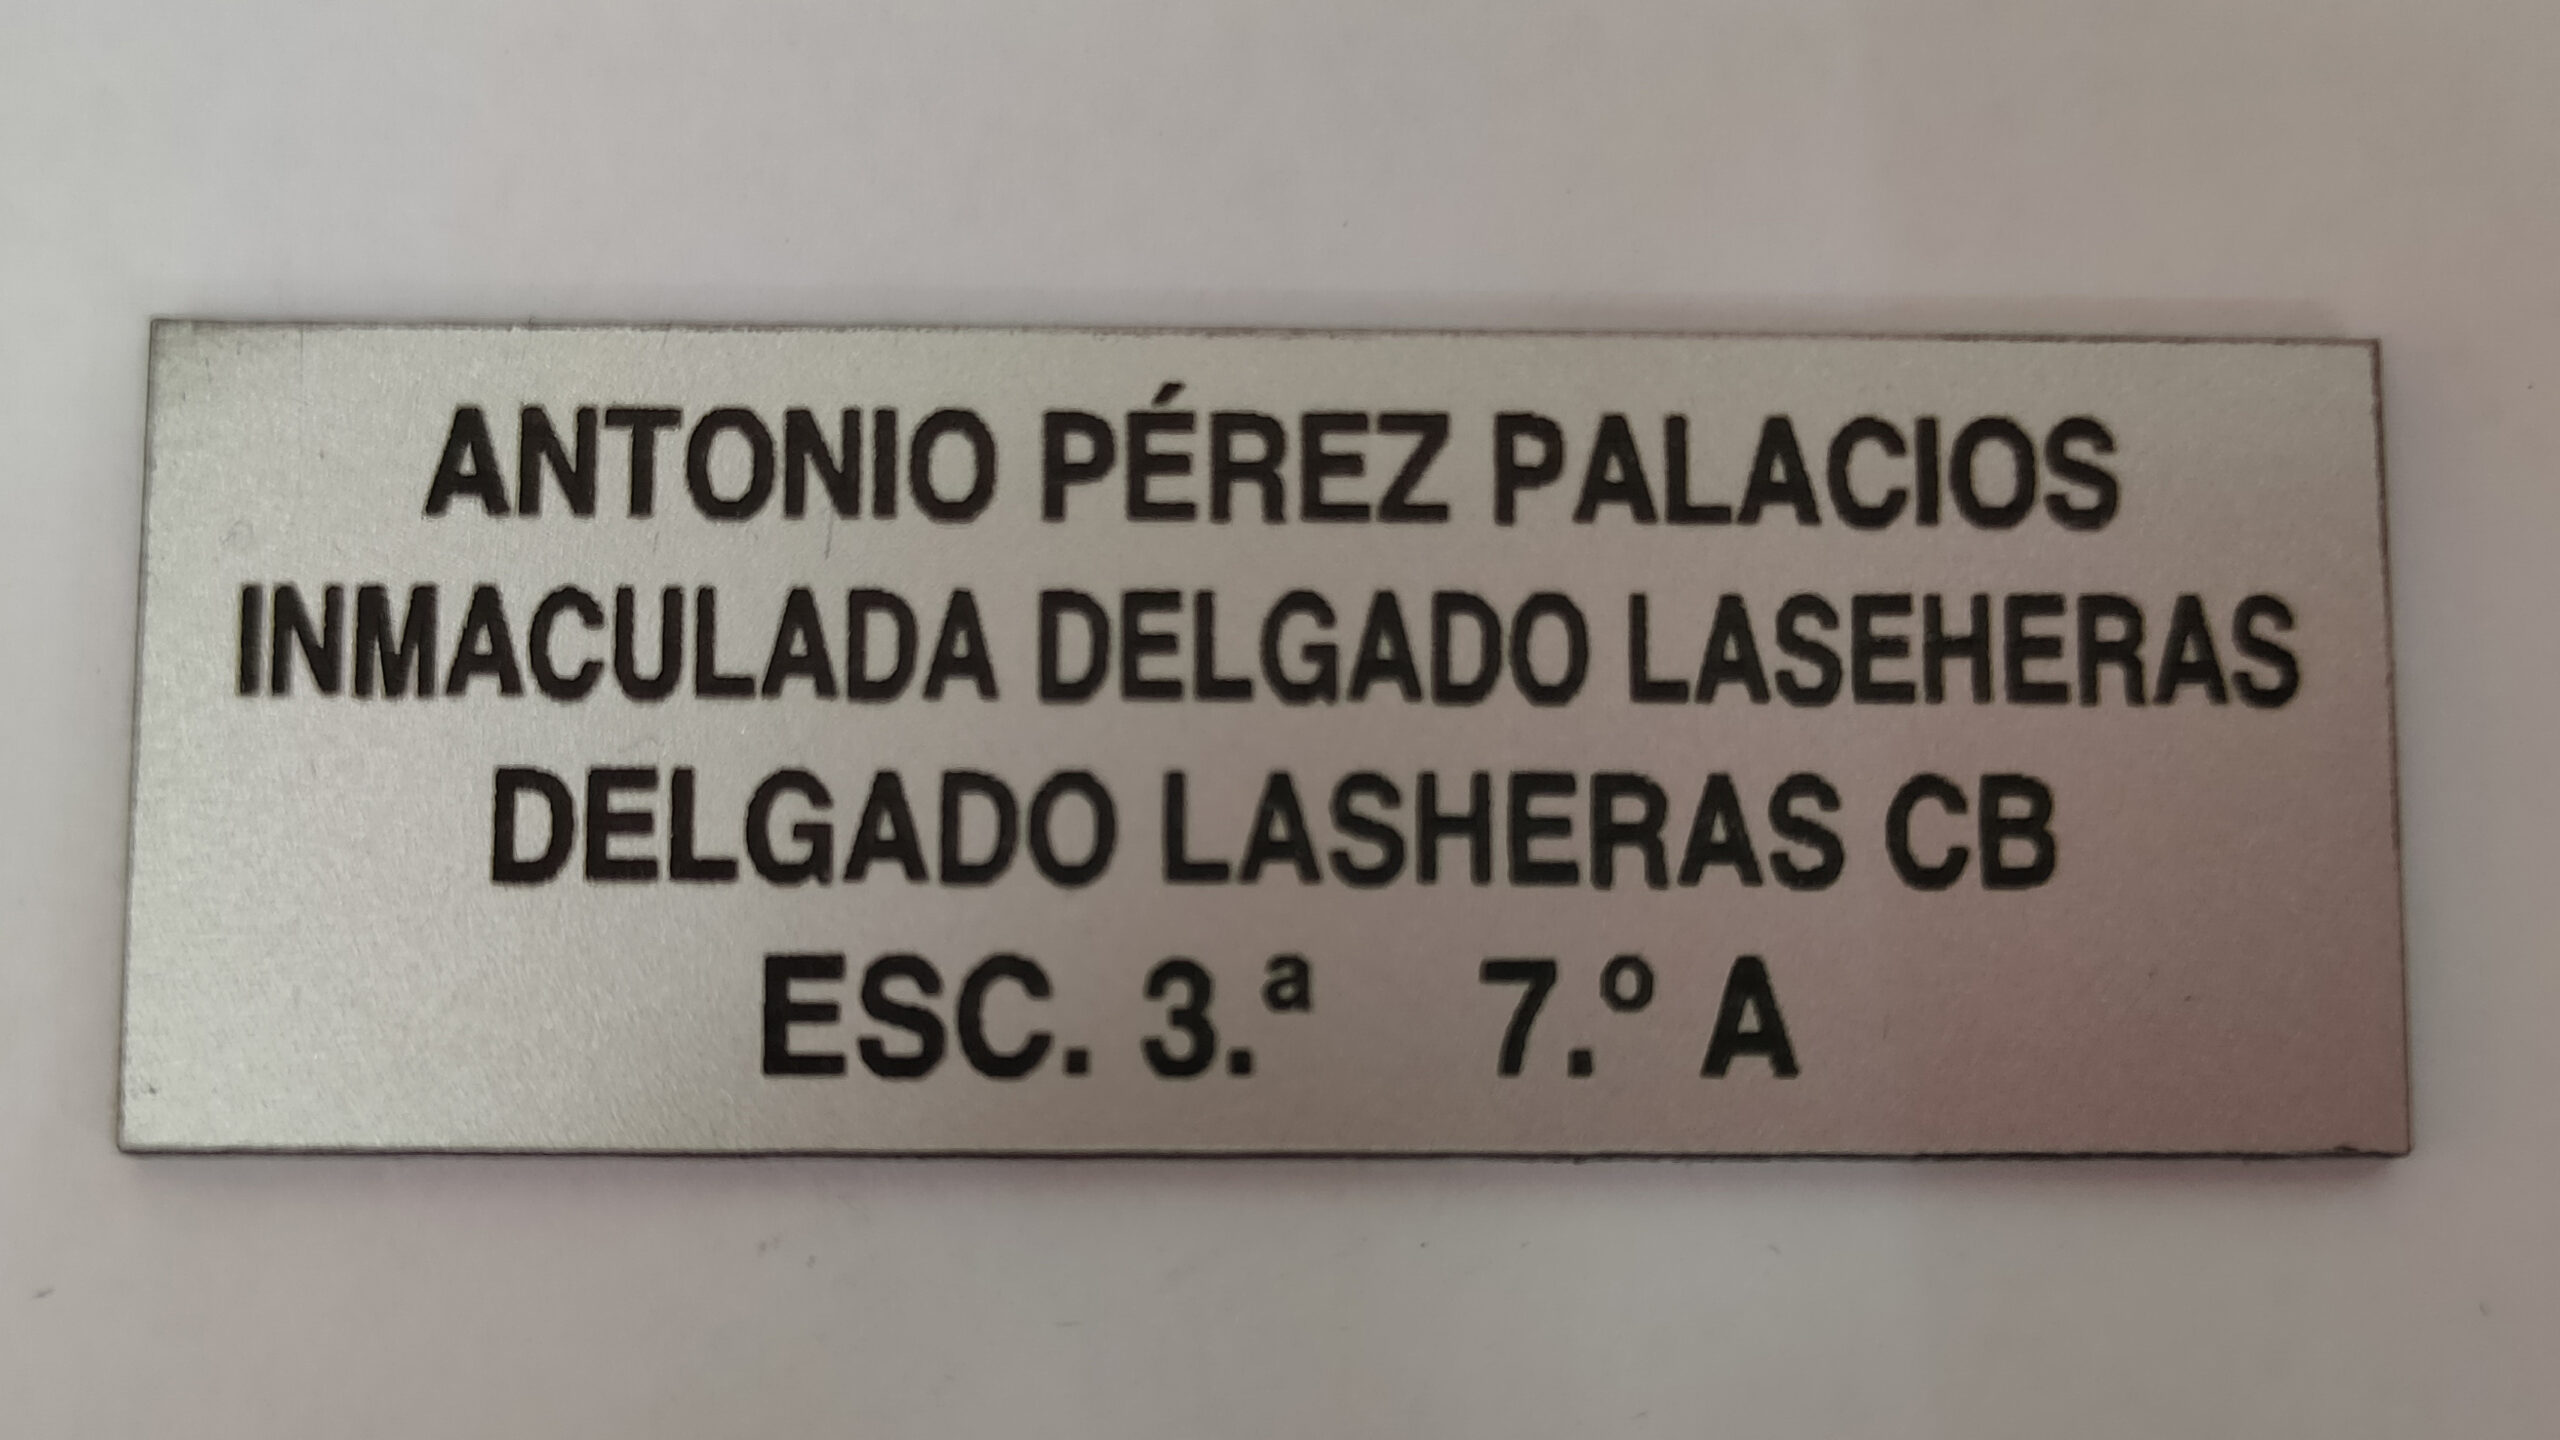 ANTONIO PÉREZ PALACIOS
INMACULADA DELGADO LASEHERAS
DELGADO LASHERAS CB
ESC. 3.ª 7.º A